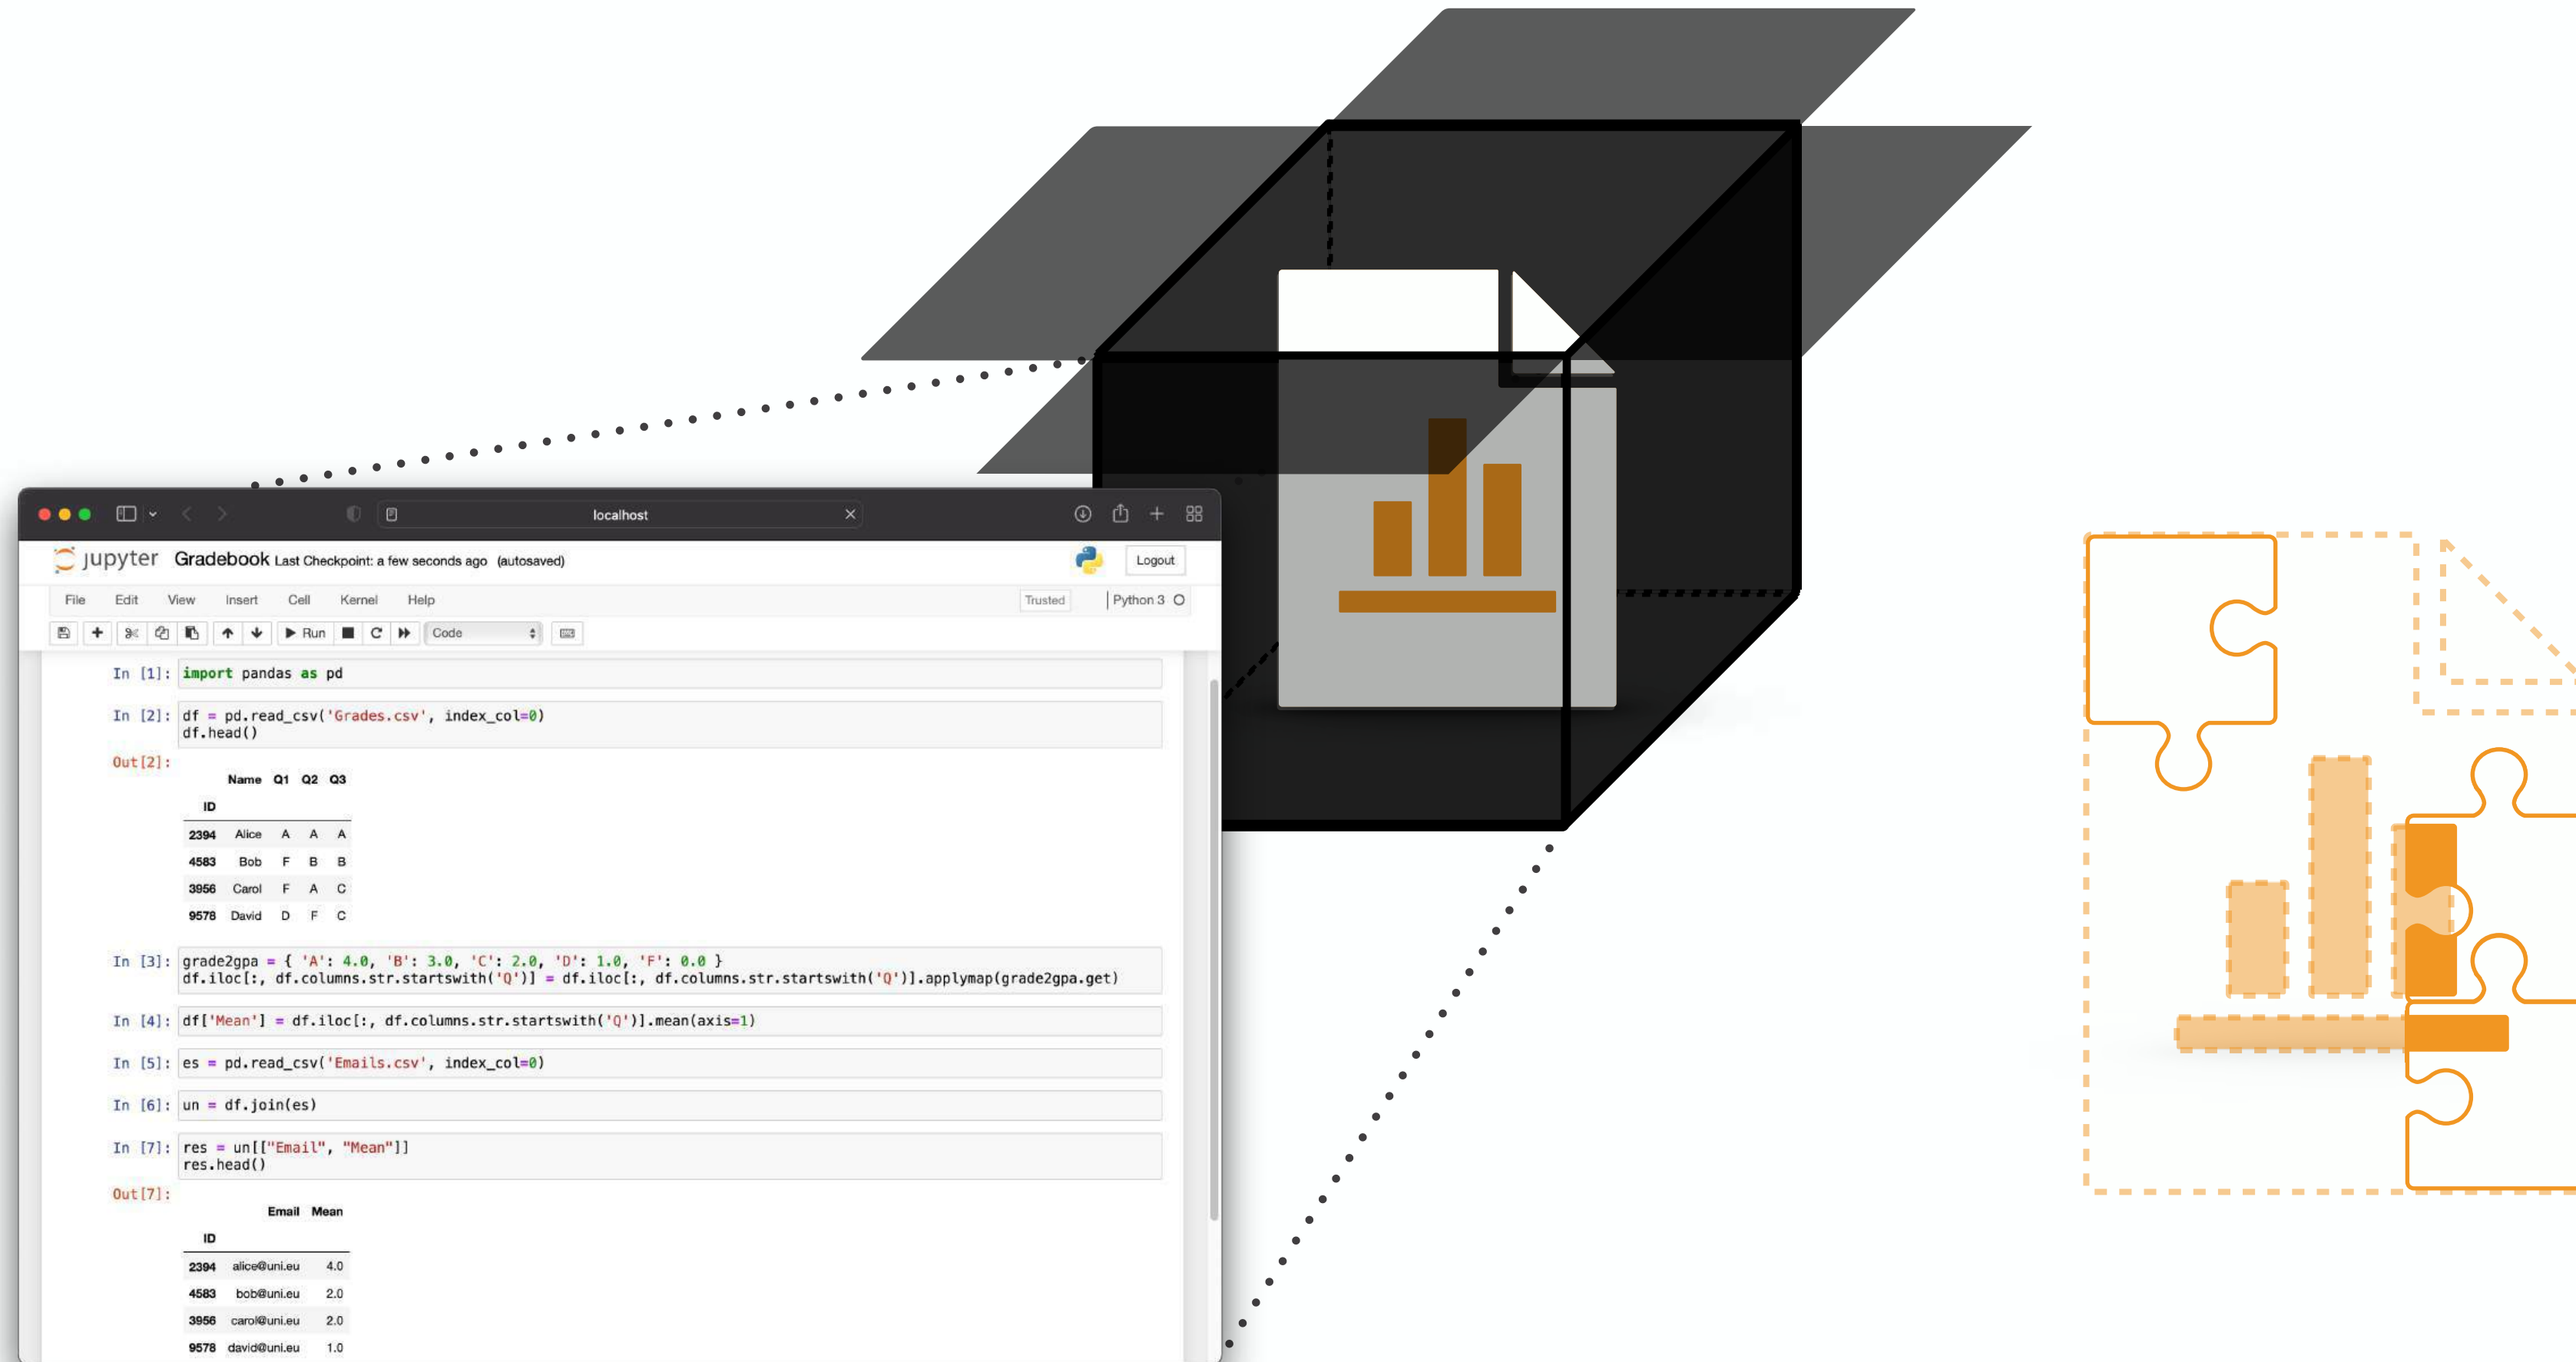 localhost
jupyter Gradebook Last Checkpoint: a few seconds ago (autosaved)
Logout
File Edit View Insert Cell Kernel Help
Trusted Python 3
Run Code
In [1]: import pandas as pd
In [2]: df = pd.read_csv('Grades.csv', index_col=0)
df.head()
Out[2]:
Name Q1 Q2 Q3
ID
2394 Alice A A A
4583 Bob F B B
3956 Carol F A C
9578 David D F C
In [3]: grade2gpa = { 'A': 4.0, 'B': 3.0, 'C': 2.0, 'D': 1.0, 'F': 0.0 }
df.iloc[:, df.columns.str.startswith('Q')] = df.iloc[:, df.columns.str.startswith('Q')].applymap(grade2gpa.get)
In [4]: df['Mean'] = df.iloc[:, df.columns.str.startswith('Q')].mean(axis=1)
In [5]: es = pd.read_csv('Emails.csv', index_col=0)
In [6]: un = df.join(es)
In [7]: res = un[["Email", "Mean"]]
res.head()
Out[7]:
Email Mean
ID
2394 alice@uni.eu 4.0
4583 bob@uni.eu 2.0
3956 carol@uni.eu 2.0
9578 david@uni.eu 1.0